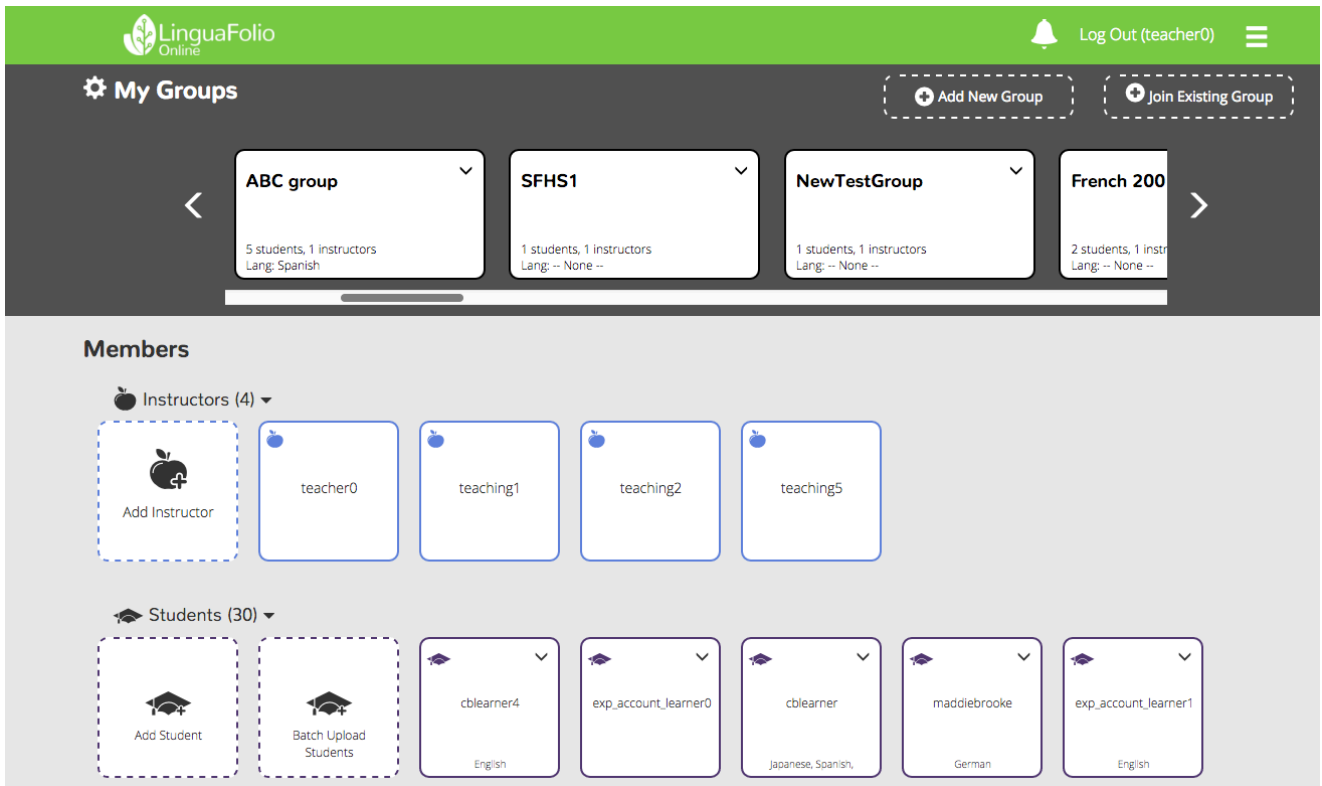 LinguaFolio
Online
Log Out (teacher0)
My Groups
Add New Group
Join Existing Group
ABC group
5 students, 1 instructors
Lang: Spanish
SFHS1
1 students, 1 instructors
Lang: -- None --
NewTestGroup
1 students, 1 instructors
Lang: -- None --
French 200
2 students, 1 instr
Lang: -- None --
Members
Instructors (4)
Add Instructor
teacher0
teaching1
teaching2
teaching5
Students (30)
Add Student
Batch Upload
Students
cblearner4
English
exp_account_learner0
cblearner
Japanese, Spanish,
maddiebrooke
German
exp_account_learner1
English